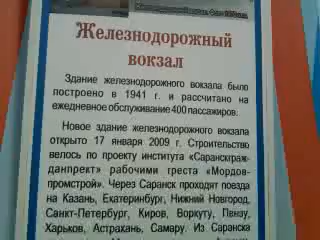 Железнодорожный
вокзал
Здание железнодорожного вокзала было
построено в 1941 г. и рассчитано на
ежедневное обслуживание 400 пассажиров.
Новое здание железнодорожного вокзала
открыто 17 января 2009 г. Строительство
велось по проекту института «Саранскграж-
данпроект» рабочими треста «Мордов-
промстрой». Через Саранск проходят поезда
на Казань, Екатеринбург, Нижний Новгород,
Санкт-Петербург, Киров, Воркуту, Пензу,
Харьков, Астрахань, Самару. Из Саранска